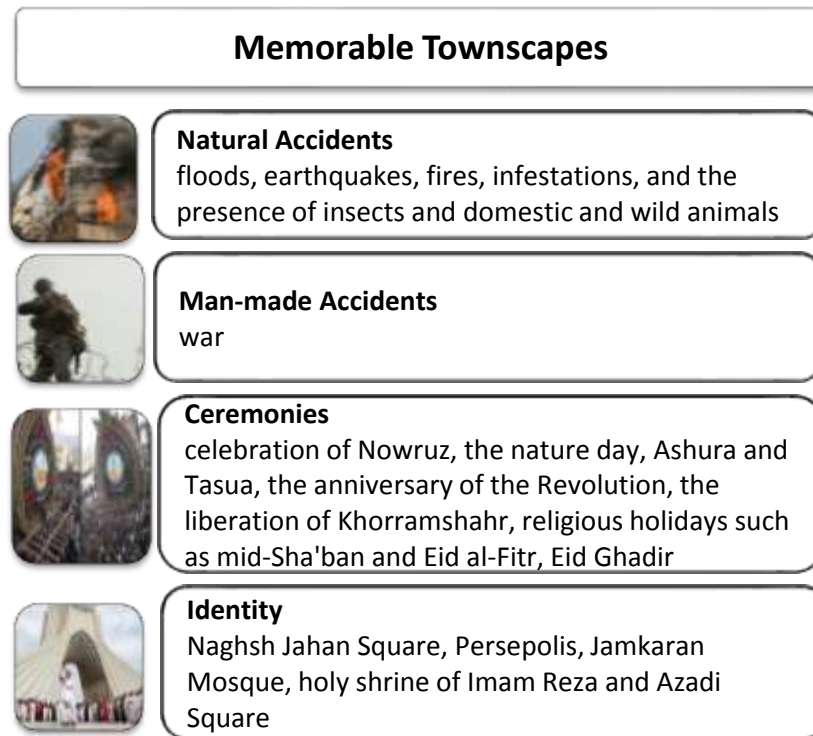 Memorable Townscapes
Natural Accidents
floods, earthquakes, fires, infestations, and the
presence of insects and domestic and wild animals
Man-made Accidents
war
Ceremonies
celebration of Nowruz, the nature day, Ashura and
Tasua, the anniversary of the Revolution, the
liberation of Khorramshahr, religious holidays such
as mid-Sha'ban and Eid al-Fitr, Eid Ghadir
Identity
Naghsh Jahan Square, Persepolis, Jamkaran
Mosque, holy shrine of Imam Reza and Azadi
Square